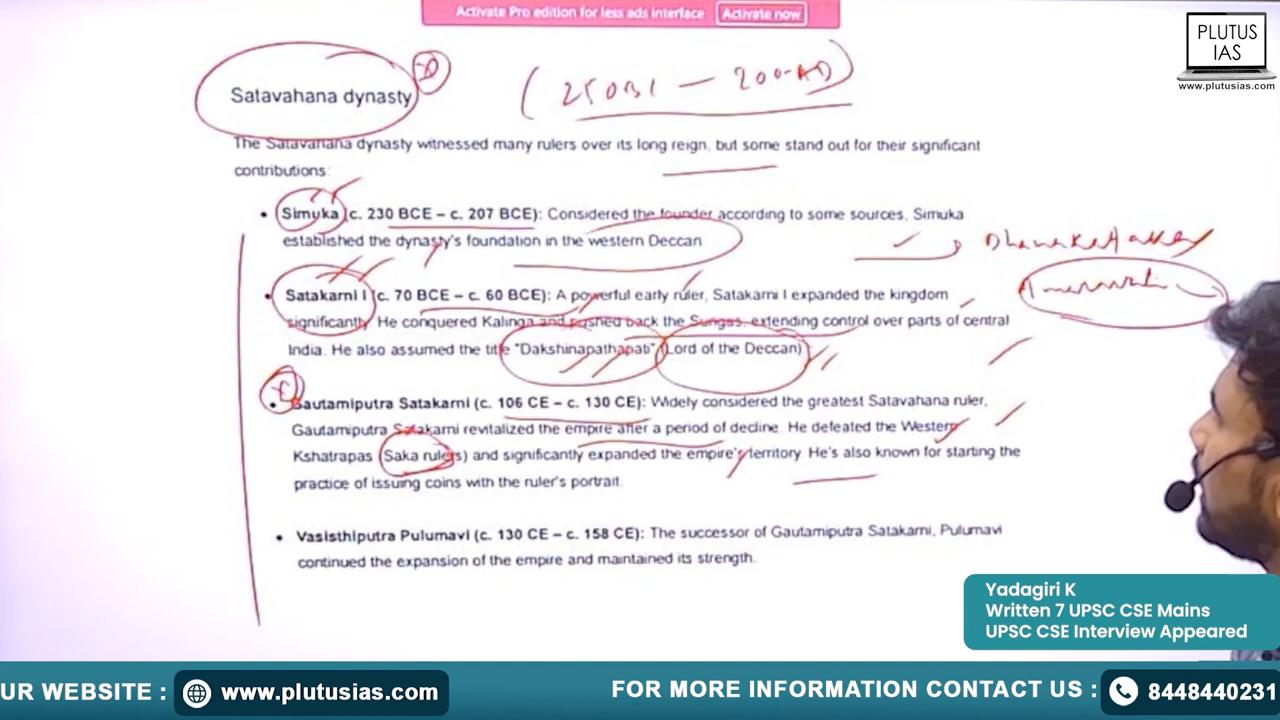 Activate Pro edition for less ads interface Activate now
PLUTUS
IAS
www.plutusias.com
Satavahana dynasty
(250BC — 200-AD)
The Satavahana dynasty witnessed many rulers over its long reign, but some stand out for their significant
contributions:
• Simuka (c. 230 BCE – c. 207 BCE): Considered the founder according to some sources, Simuka
established the dynasty's foundation in the western Deccan
• Satakarni I (c. 70 BCE – c. 60 BCE): A powerful early ruler, Satakarni I expanded the kingdom
significantly. He conquered Kalinga and pushed back the Sungas, extending control over parts of central
India. He also assumed the title "Dakshinapathapati" (Lord of the Deccan)
• Gautamiputra Satakarni (c. 106 CE – c. 130 CE): Widely considered the greatest Satavahana ruler,
Gautamiputra Satakarni revitalized the empire after a period of decline. He defeated the Western
Kshatrapas (Saka rulers) and significantly expanded the empire's territory. He's also known for starting the
practice of issuing coins with the ruler's portrait.
• Vasisthiputra Pulumavi (c. 130 CE – c. 158 CE): The successor of Gautamiputra Satakarni, Pulumavi
continued the expansion of the empire and maintained its strength.
Yadagiri K
Written 7 UPSC CSE Mains
UPSC CSE Interview Appeared
UR WEBSITE : www.plutusias.com FOR MORE INFORMATION CONTACT US : 8448440231